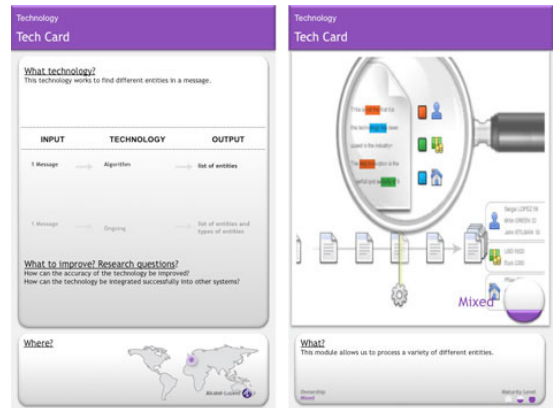 Technology
Tech Card
What technology?
This technology works to find different entities in a message.
INPUT TECHNOLOGY OUTPUT
1 Message Algorithm list of entities
1 Message Ongoing list of entities and
types of entities
What to improve? Research questions?
How can the accuracy of the technology be improved?
How can the technology be integrated successfully into other systems?
Where?
Alcatel-Lucent
Technology
Tech Card
Mixed
What?
This module allows us to process a variety of different entities.
Ownership Maturity Level
Mixed